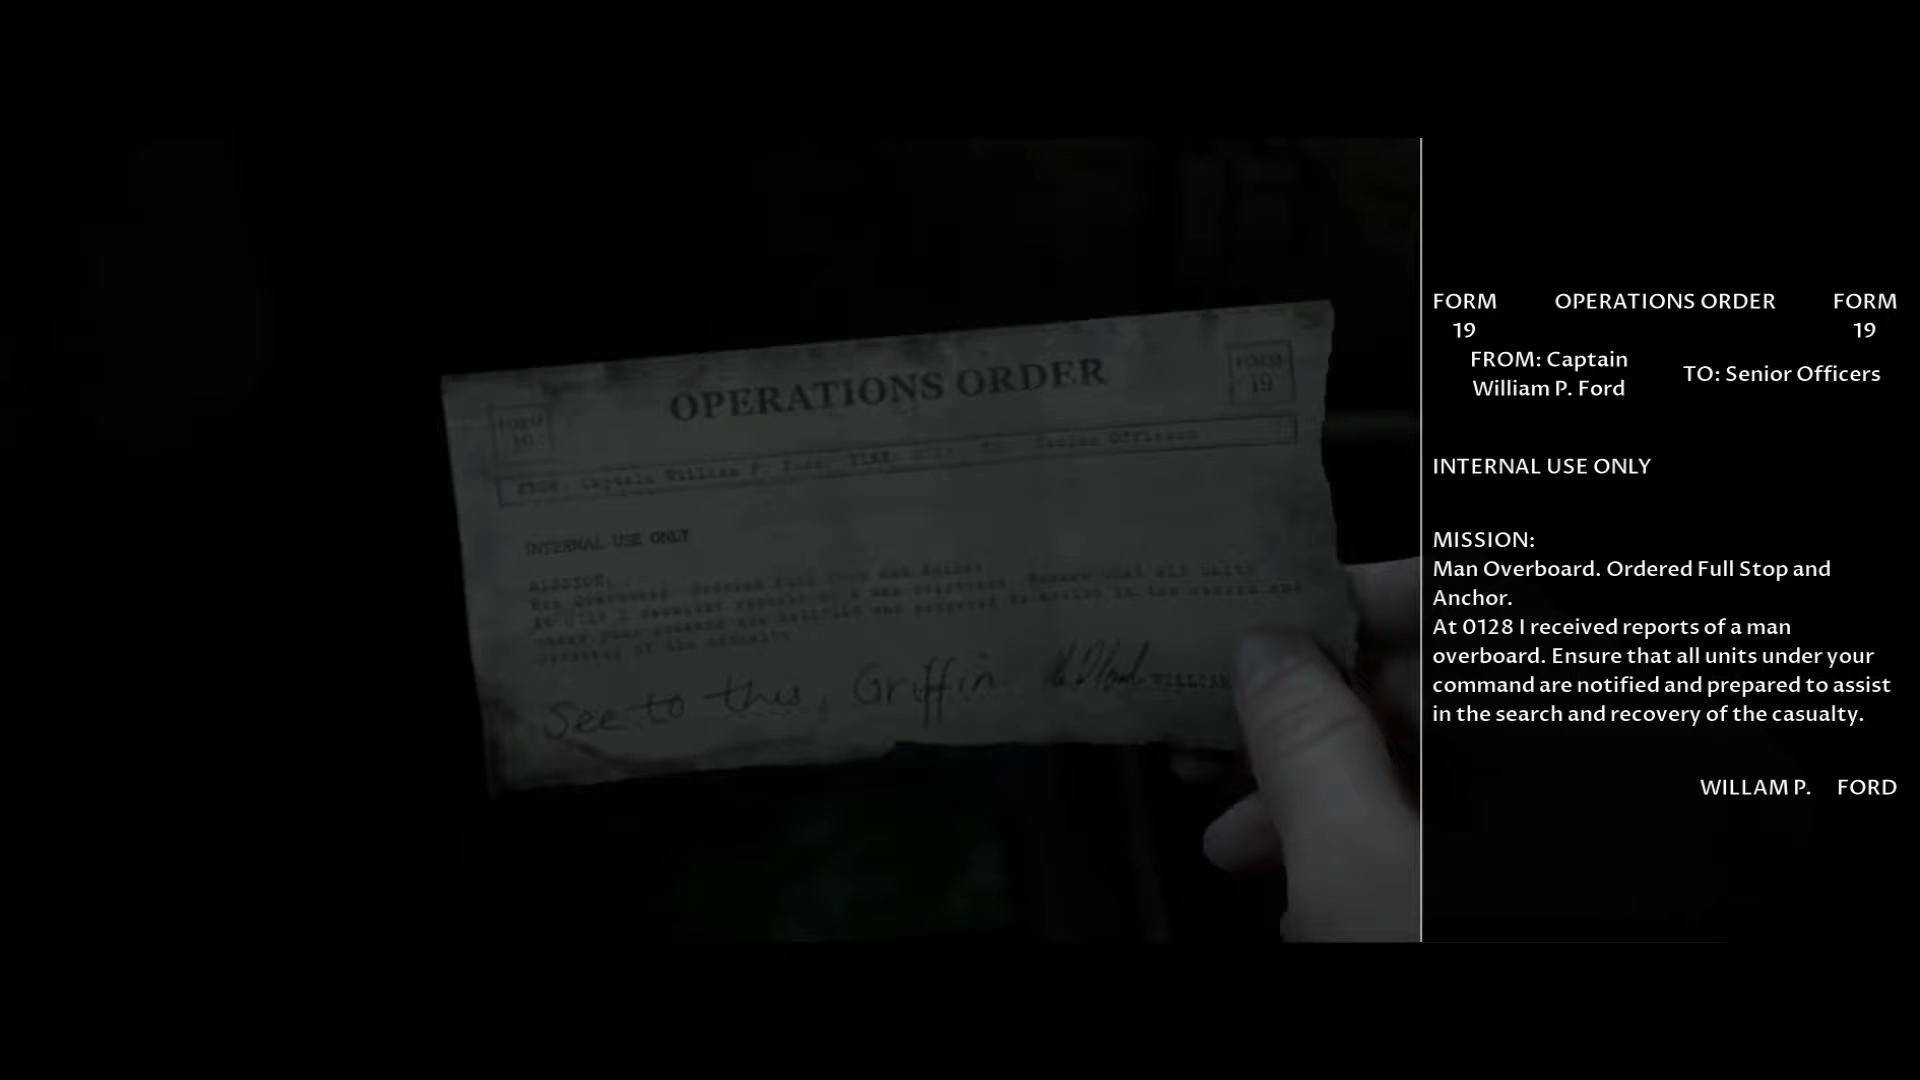 OPERATIONS ORDER
FORM
19
FORM
INTERNAL USE ONLY
MISSION:
See to this, Griffin
WILLIAM
FORM OPERATIONS ORDER FORM
19 19
FROM: Captain
William P. Ford
TO: Senior Officers
INTERNAL USE ONLY
MISSION:
Man Overboard. Ordered Full Stop and
Anchor.
At 0128 I received reports of a man
overboard. Ensure that all units under your
command are notified and prepared to assist
in the search and recovery of the casualty.
WILLAM P. FORD